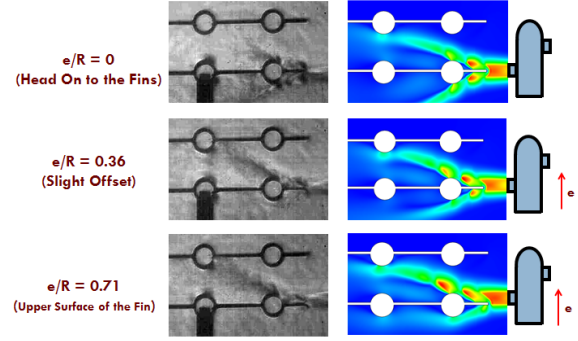 e/R = 0
(Head On to the Fins)
e/R = 0.36
(Slight Offset)
e
e/R = 0.71
(Upper Surface of the Fin)
e